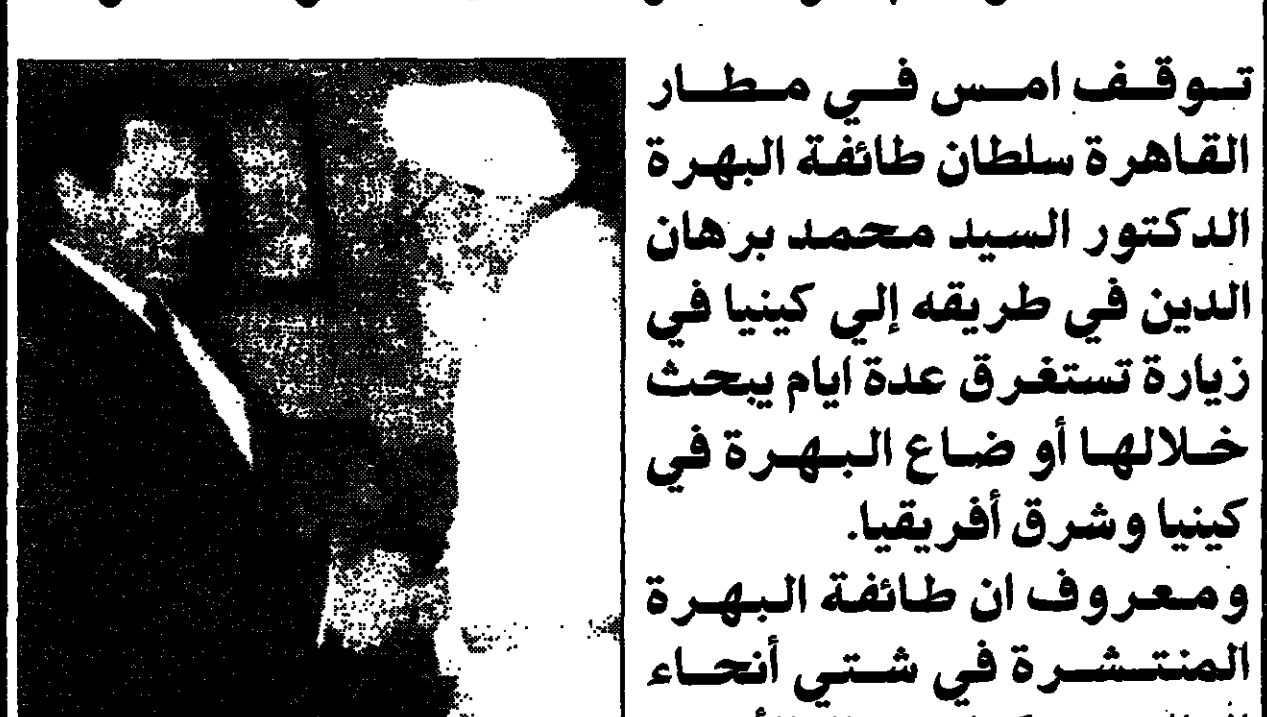 توقف امس في مطار
القاهرة سلطان طائفة البهرة
الدكتور السيد محمد برهان
الدين في طريقه إلي كينيا في
زيارة تستغرق عدة ايام يبحث
خلالها أو ضاع البهرة في
كينيا وشرق أفريقيا.
ومعروف ان طائفة البهرة
المنتشرة في شتي أنحاء